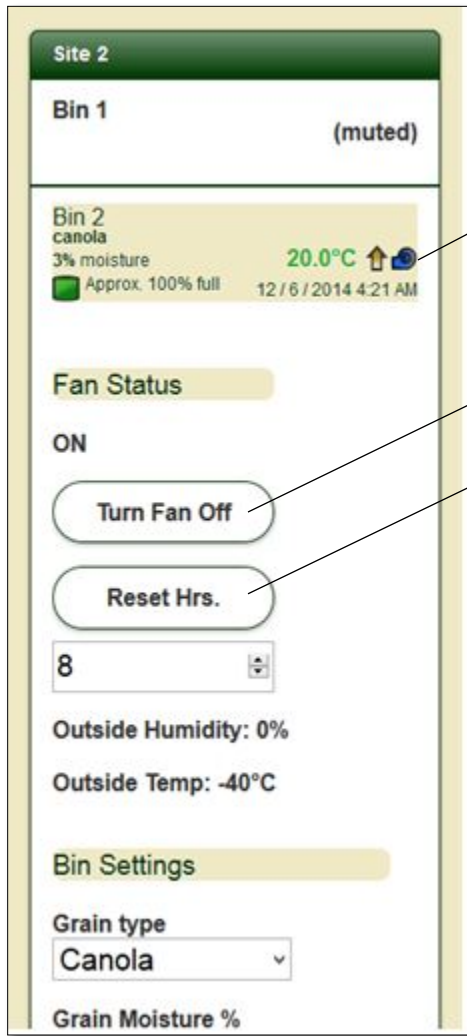 Site 2
Bin 1
(muted)
Bin 2
canola
3% moisture
20.0°C
Approx. 100% full
12 / 6 / 2014 4:21 AM
Fan Status
ON
Turn Fan Off
Reset Hrs.
8
Outside Humidity: 0%
Outside Temp: -40°C
Bin Settings
Grain type
Canola
Grain Moisture %